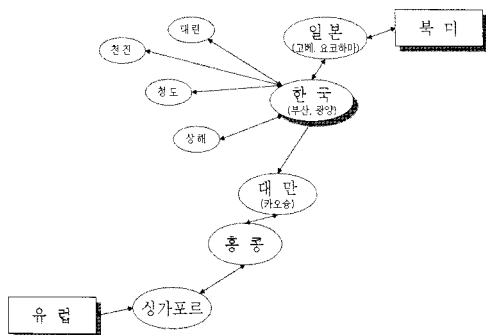 대련
일 본
(고베, 요코하마)
북 미
천진
청도
한 국
(부산, 광양)
상해
대 만
(카오슝)
홍 콩
싱가포르
유 럽